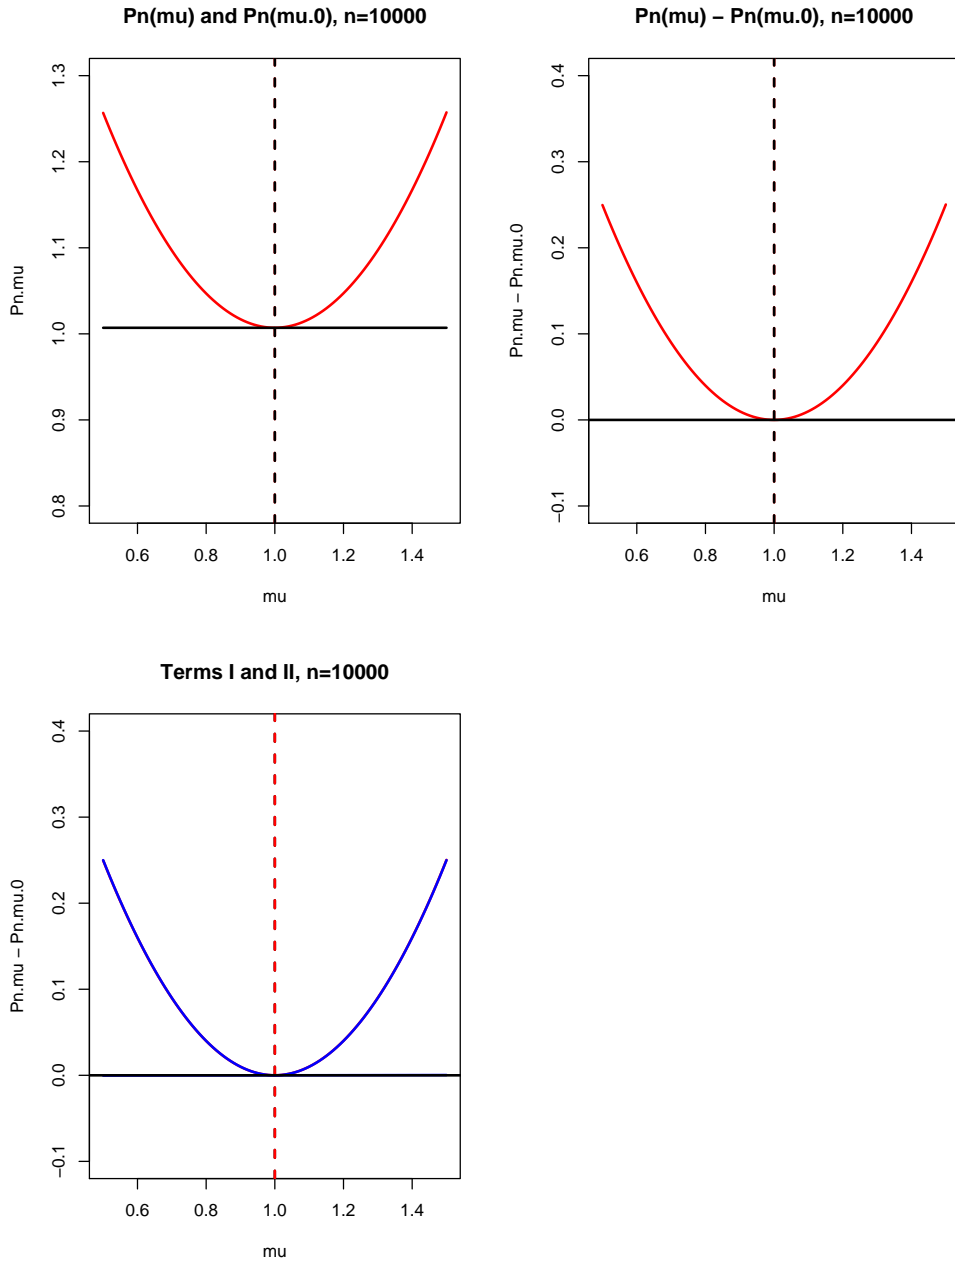 Pn(mu) and Pn(mu.0), n=10000
Pn.mu
1.3
1.2
1.1
1.0
0.9
0.8
0.6 0.8 1.0 1.2 1.4
mu
Pn(mu) − Pn(mu.0), n=10000
Pn.mu − Pn.mu.0
0.4
0.3
0.2
0.1
0.0
−0.1
0.6 0.8 1.0 1.2 1.4
mu
Terms I and II, n=10000
Pn.mu − Pn.mu.0
0.4
0.3
0.2
0.1
0.0
−0.1
0.6 0.8 1.0 1.2 1.4
mu